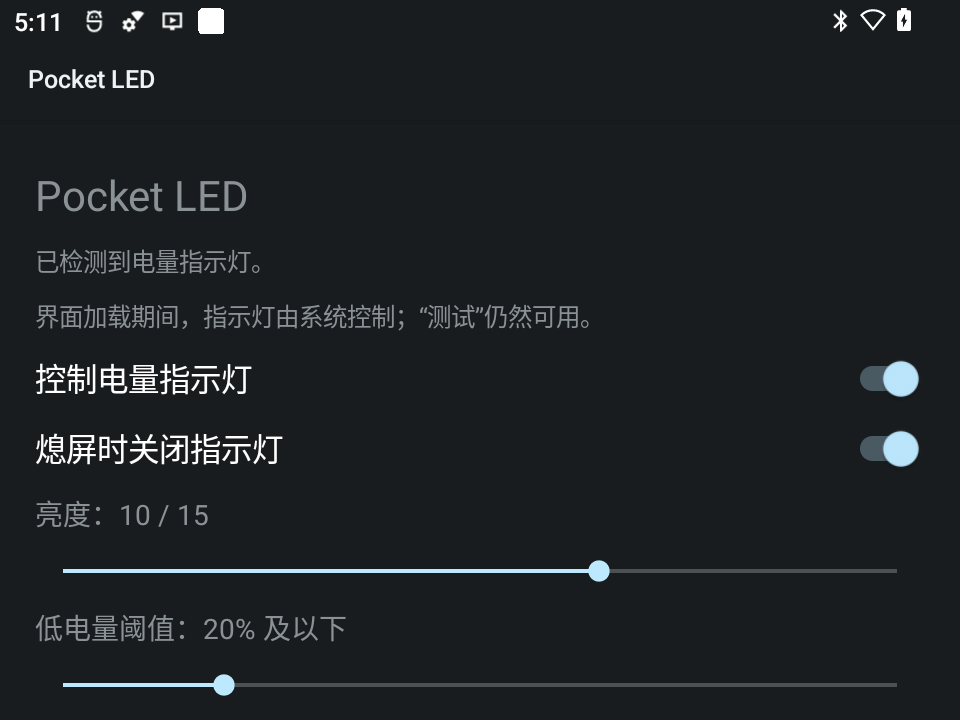 5:11
Pocket LED
Pocket LED
已检测到电量指示灯。
界面加载期间，指示灯由系统控制；“测试”仍然可用。
控制电量指示灯
熄屏时关闭指示灯
亮度：10 / 15
低电量阈值：20% 及以下